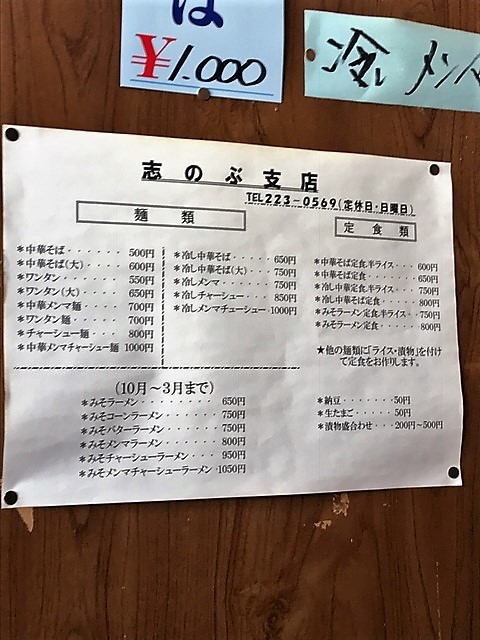 は
¥1.000
冷メンマ
志のぶ支店
TEL223-0569(定休日・日曜日)
麺類
*中華そば・・・・・・500円
*中華そば(大)・・・・600円
*ワンタン・・・・・・550円
*ワンタン(大)・・・・650円
*中華メンマ麺・・・・700円
*ワンタン麺・・・・・700円
*チャーシュー麺・・・800円
*中華メンマチャーシュー麺 1000円
*冷し中華そば・・・・650円
*冷し中華そば(大)・・750円
*冷しメンマ・・・・・750円
*冷しチャーシュー・・850円
*冷しメンマチューシュー・1000円
定食類
*中華そば定食.半ライス・600円
*中華そば定食・・・・・650円
*冷し中華定食.半ライス・750円
*冷し中華そば定食・・・800円
*みそラーメン定食.半ライス・750円
*みそラーメン定食・・・800円
★他の麺類に「ライス・漬物」を付け
て定食をお作りします。
(10月~3月まで)
*みそラーメン・・・・・650円
*みそコーンラーメン・・・750円
*みそバターラーメン・・・750円
*みそメンマラーメン・・・800円
*みそチャーシューラーメン・・950円
*みそメンマチャーシューラーメン・1050円
*納豆・・・・・・・50円
*生たまご・・・・・50円
*漬物盛合わせ・・・200円~500円